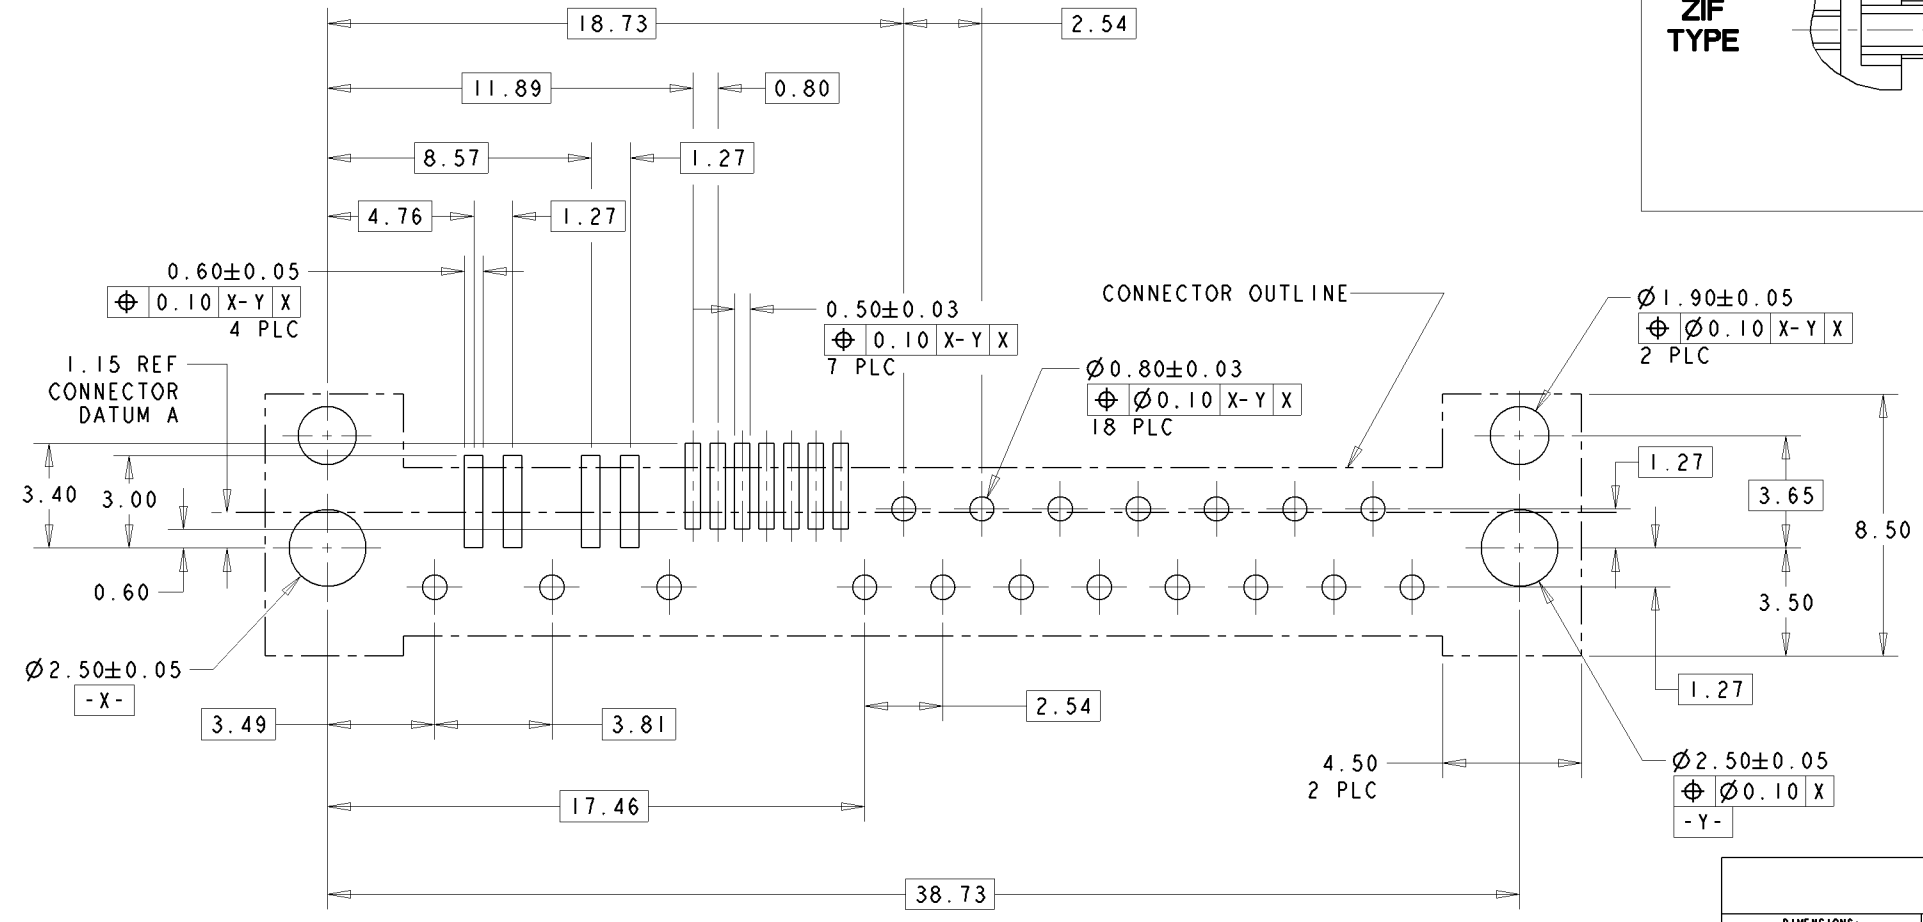 18.73
2.54
ZIF
TYPE
11.89
0.80
8.57
1.27
4.76
1.27
0.60±0.05
⌖ 0.10 X-Y X
4 PLC
0.50±0.03
⌖ 0.10 X-Y X
7 PLC
CONNECTOR OUTLINE
Ø1.90±0.05
⌖ Ø0.10 X-Y X
2 PLC
1.15 REF
CONNECTOR
DATUM A
Ø0.80±0.03
⌖ Ø0.10 X-Y X
18 PLC
1.27
3.40
3.00
3.65
8.50
0.60
3.50
Ø2.50±0.05
-X-
1.27
3.49
3.81
2.54
4.50
2 PLC
Ø2.50±0.05
⌖ Ø0.10 X
-Y-
17.46
38.73
DIMENSIONS: